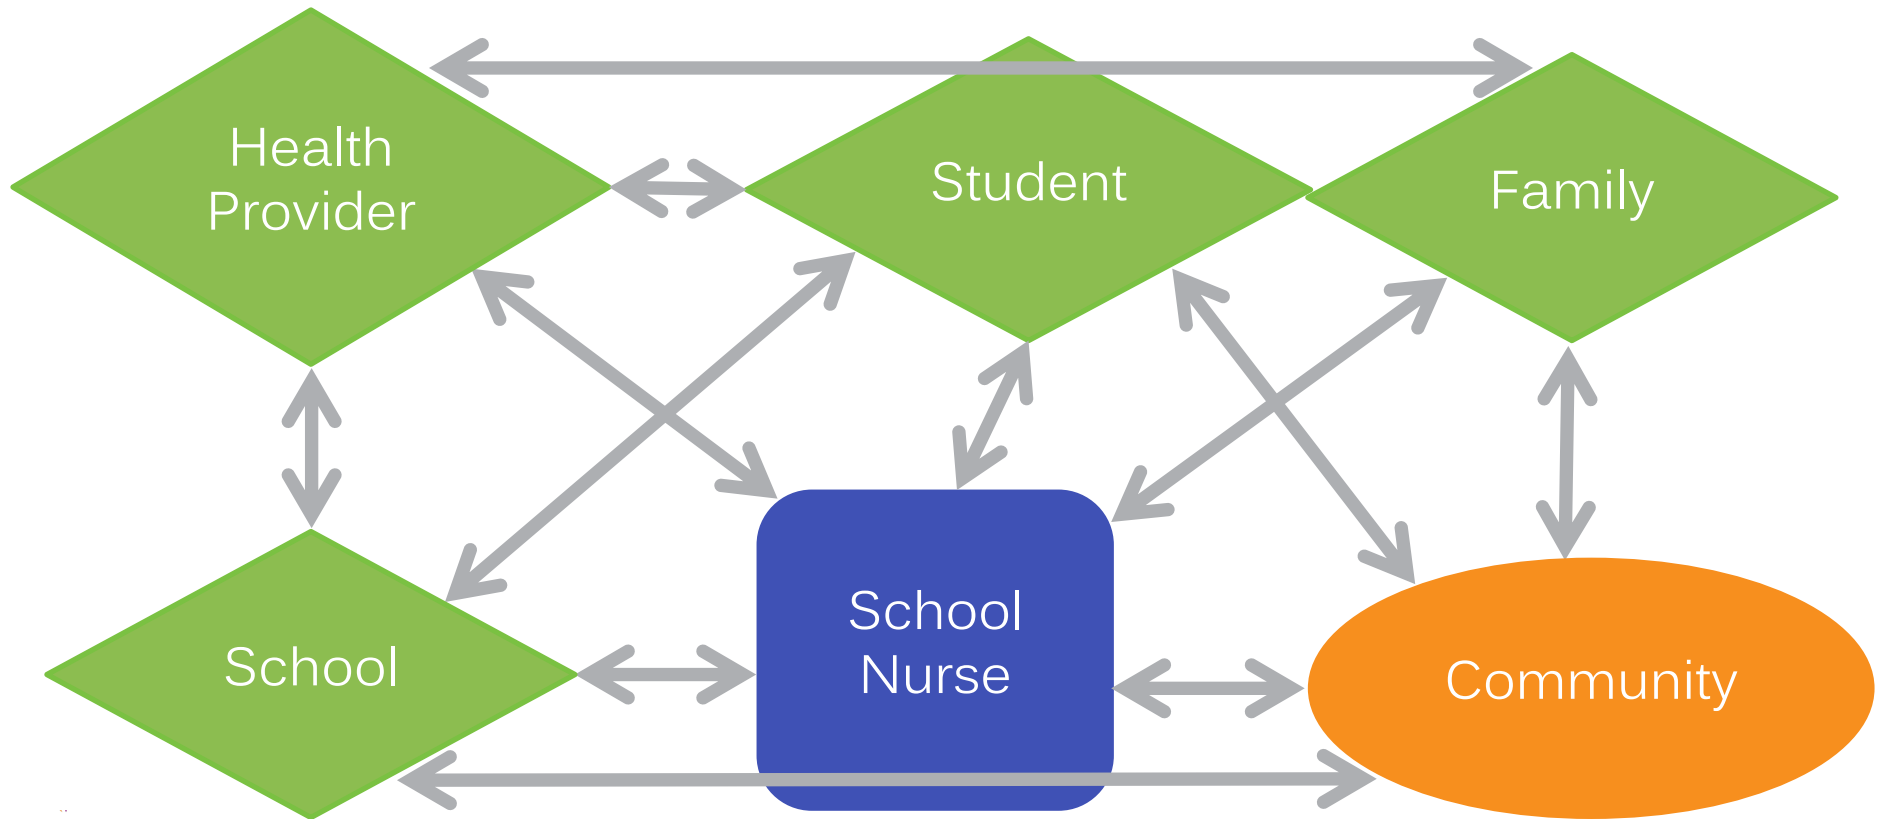 Health
Provider
Student
Family
School
School
Nurse
Community